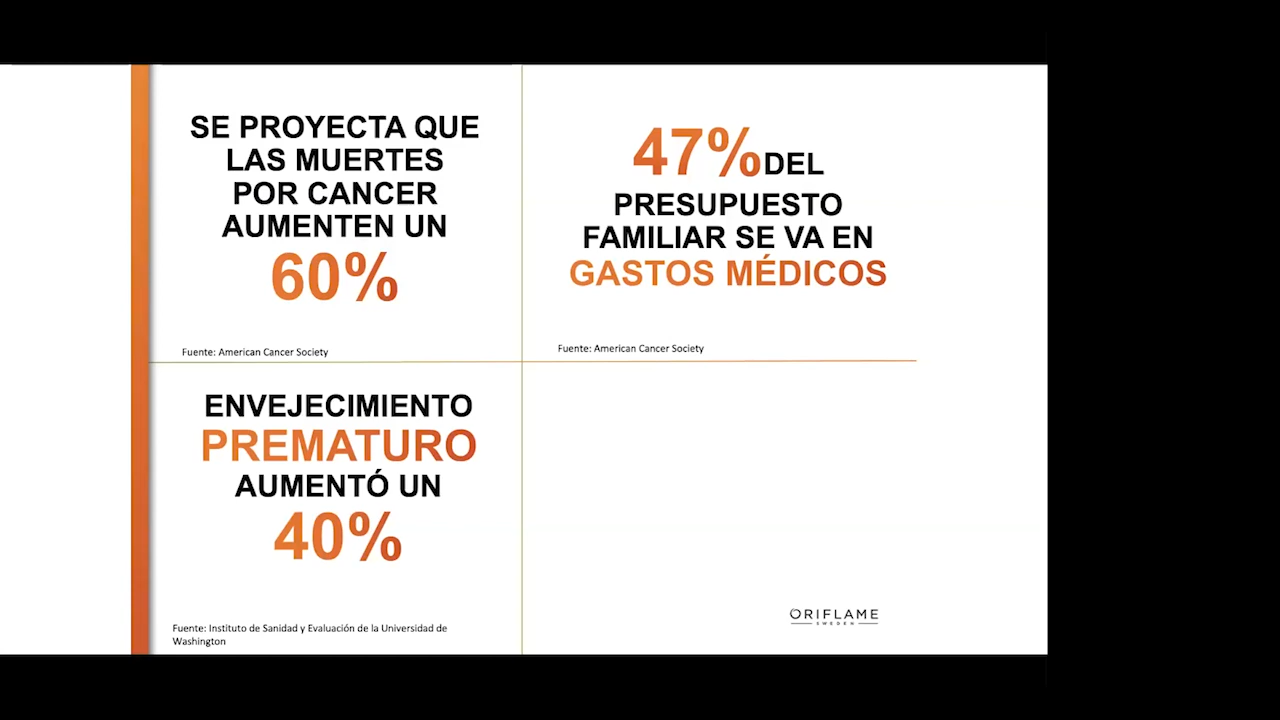 SE PROYECTA QUE
LAS MUERTES
POR CANCER
AUMENTEN UN
60%
Fuente: American Cancer Society
47% DEL
PRESUPUESTO
FAMILIAR SE VA EN
GASTOS MÉDICOS
Fuente: American Cancer Society
ENVEJECIMIENTO
PREMATURO
AUMENTÓ UN
40%
Fuente: Instituto de Sanidad y Evaluación de la Universidad de
Washington
ORIFLAME
SWEDEN